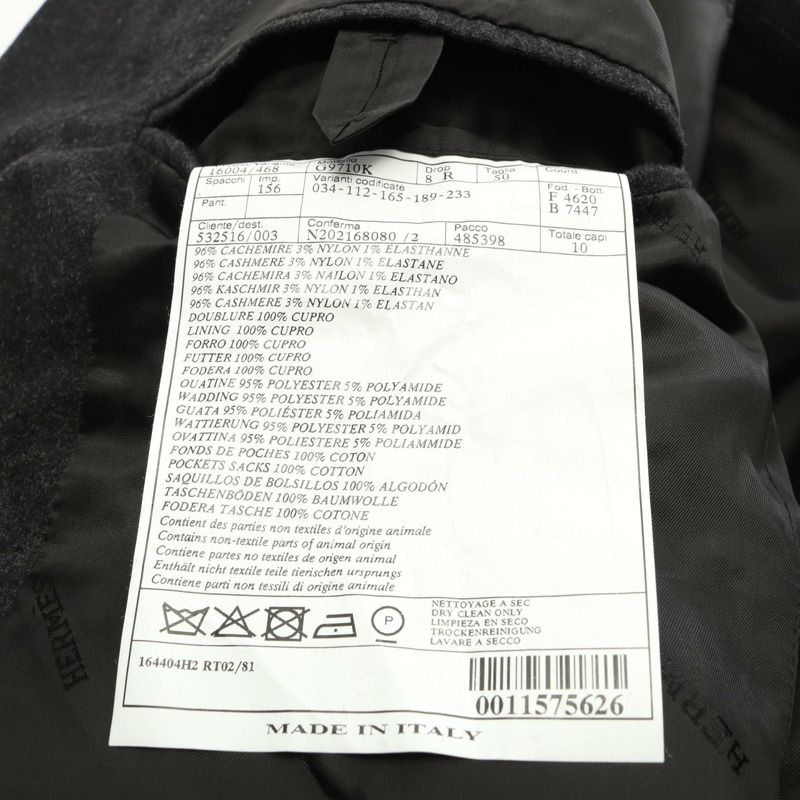 Modello Drop Taglia Coord
16004/468 G9710K 8 R 50
Spacchi Imp. Varianti codificate Fod. - Bott.
156 034-112-165-189-233 F 4620
Pant. B 7447
Cliente/dest. Conferma Pacco Totale capi
532516/003 N202168080 /2 485398 10
96% CACHEMIRE 3% NYLON 1% ELASTHANNE
96% CASHMERE 3% NYLON 1% ELASTANE
96% CACHEMIRA 3% NAILON 1% ELASTANO
96% KASCHMIR 3% NYLON 1% ELASTHAN
96% CASHMERE 3% NYLON 1% ELASTAN
DOUBLURE 100% CUPRO
LINING 100% CUPRO
FORRO 100% CUPRO
FUTTER 100% CUPRO
FODERA 100% CUPRO
OUATINE 95% POLYESTER 5% POLYAMIDE
WADDING 95% POLYESTER 5% POLYAMIDE
GUATA 95% POLIÉSTER 5% POLIAMIDA
WATTIERUNG 95% POLYESTER 5% POLYAMID
OVATTINA 95% POLIESTERE 5% POLIAMMIDE
FONDS DE POCHES 100% COTON
POCKETS SACKS 100% COTTON
SAQUILLOS DE BOLSILLOS 100% ALGODÓN
TASCHENBÖDEN 100% BAUMWOLLE
FODERA TASCHE 100% COTONE
Contient des parties non textiles d'origine animale
Contains non-textile parts of animal origin
Contiene partes no textiles de origen animal
Enthält nicht textile teile tierischen ursprungs
Contiene parti non tessili di origine animale
P
NETTOYAGE A SEC
DRY CLEAN ONLY
LIMPIEZA EN SECO
TROCKENREINIGUNG
LAVARE A SECCO
164404H2 RT02/81
0011575626
MADE IN ITALY
HERMES
HERMES